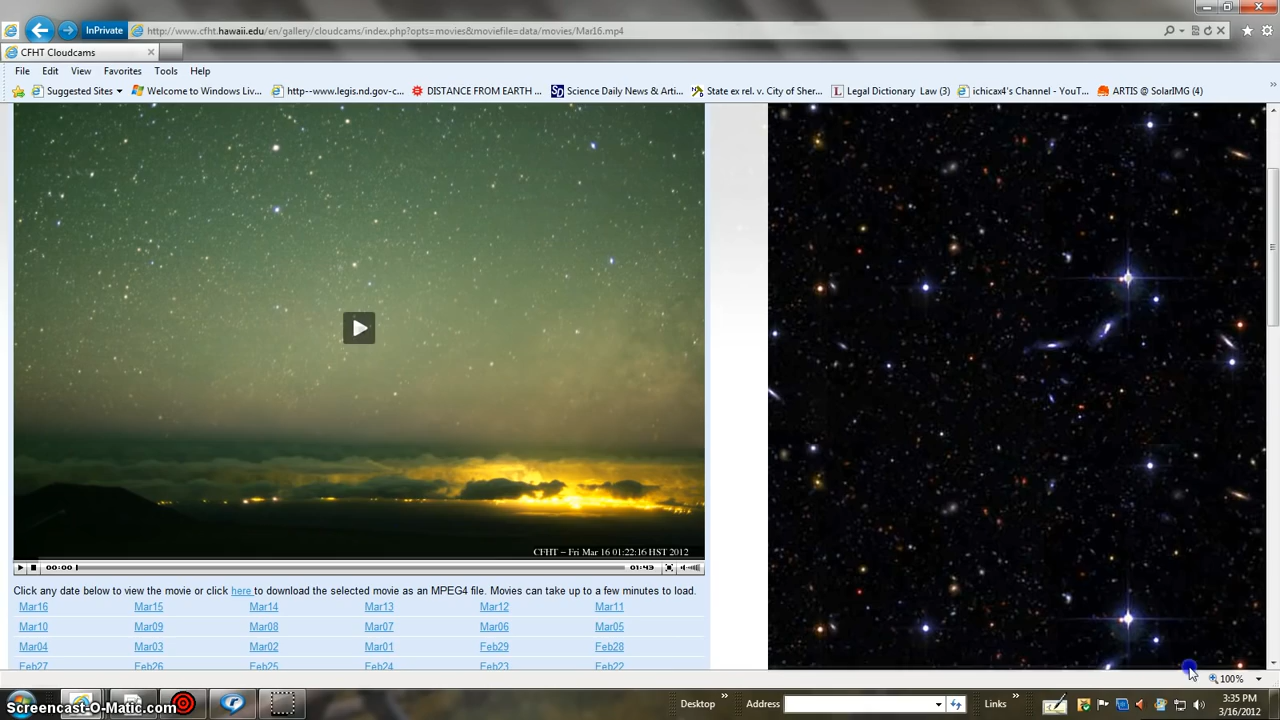 InPrivate
http://www.cfht.hawaii.edu/en/gallery/cloudcams/index.php?opts=movies&moviefile=data/movies/Mar16.mp4
CFHT Cloudcams
File Edit View Favorites Tools Help
Suggested Sites Welcome to Windows Liv... http--www.legis.nd.gov-c... DISTANCE FROM EARTH ... Science Daily News & Arti... State ex rel. v. City of Sher... Legal Dictionary Law (3) ichicax4's Channel - YouT... ARTIS @ SolarIMG (4)
CFHT – Fri Mar 16 01:22:16 HST 2012
00:00 01:43
Click any date below to view the movie or click here to download the selected movie as an MPEG4 file. Movies can take up to a few minutes to load.
Mar16 Mar15 Mar14 Mar13 Mar12 Mar11
Mar10 Mar09 Mar08 Mar07 Mar06 Mar05
Mar04 Mar03 Mar02 Mar01 Feb29 Feb28
Feb27 Feb26 Feb25 Feb24 Feb23 Feb22
100%
Screencast-O-Matic.com
Desktop Address Links
3:35 PM
3/16/2012